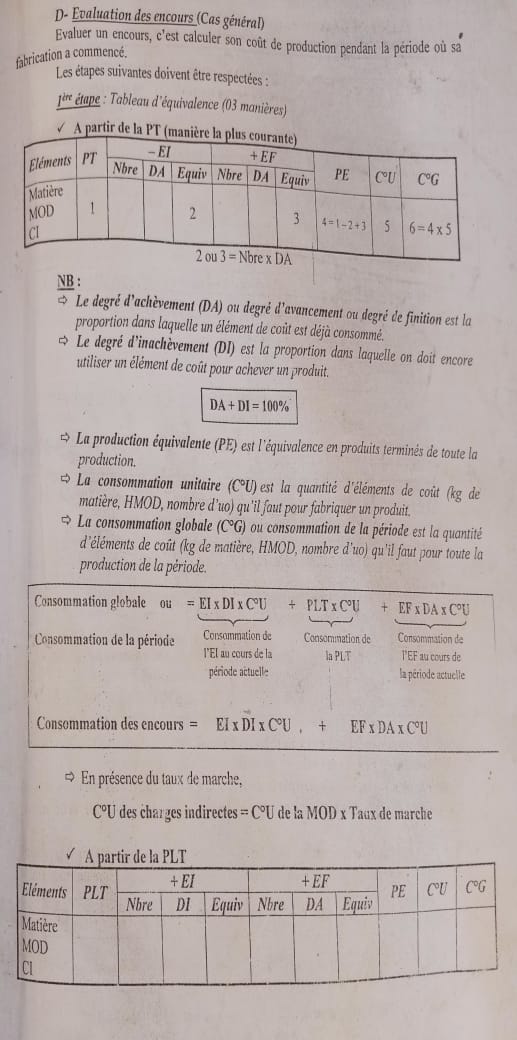 D- Evaluation des encours (Cas général)
Evaluer un encours, c'est calculer son coût de production pendant la période où sa
fabrication a commencé.
Les étapes suivantes doivent être respectées :
1ère étape : Tableau d'équivalence (03 manières)
✓ A partir de la PT (manière la plus courante)
Eléments PT – EI + EF PE C°U C°G
Nbre DA Equiv Nbre DA Equiv
Matière
MOD 1 2 3 4=1–2+3 5 6=4 x 5
CI
2 ou 3 = Nbre x DA
NB :
⇨ Le degré d'achèvement (DA) ou degré d'avancement ou degré de finition est la
proportion dans laquelle un élément de coût est déjà consommé.
⇨ Le degré d'inachèvement (DI) est la proportion dans laquelle on doit encore
utiliser un élément de coût pour achever un produit.
DA + DI = 100%
⇨ La production équivalente (PE) est l'équivalence en produits terminés de toute la
production.
⇨ La consommation unitaire (C°U) est la quantité d'éléments de coût (kg de
matière, HMOD, nombre d'uo) qu'il faut pour fabriquer un produit.
⇨ La consommation globale (C°G) ou consommation de la période est la quantité
d'éléments de coût (kg de matière, HMOD, nombre d'uo) qu'il faut pour toute la
production de la période.
Consommation globale ou = EI x DI x C°U + PLT x C°U + EF x DA x C°U
Consommation de la période Consommation de Consommation de Consommation de
l'EI au cours de la la PLT l'EF au cours de
période actuelle la période actuelle
Consommation des encours = EI x DI x C°U + EF x DA x C°U
⇨ En présence du taux de marche,
C°U des charges indirectes = C°U de la MOD x Taux de marche
✓ A partir de la PLT
Eléments PLT + EI + EF PE C°U C°G
Nbre DI Equiv Nbre DA Equiv
Matière
MOD
CI